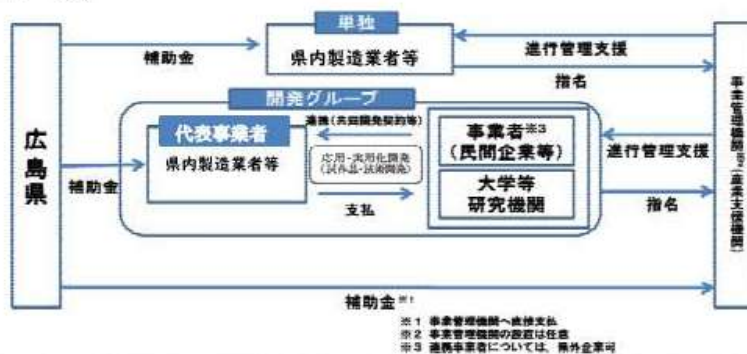 単独
県内製造業者等
補助金
進行管理支援
指名
開発グループ
代表事業者
県内製造業者等
連携(共同開発契約等)
応用・実用化開発
(試作品・技術開発)
支払
事業者※3
(民間企業等)
大学等
研究機関
進行管理支援
指名
広島県
補助金
事業管理機関※2(産業支援機関)
補助金※1
※1 事業管理機関へ直接支払
※2 事業管理機関の設置は任意
※3 連携事業者については、県外企業可